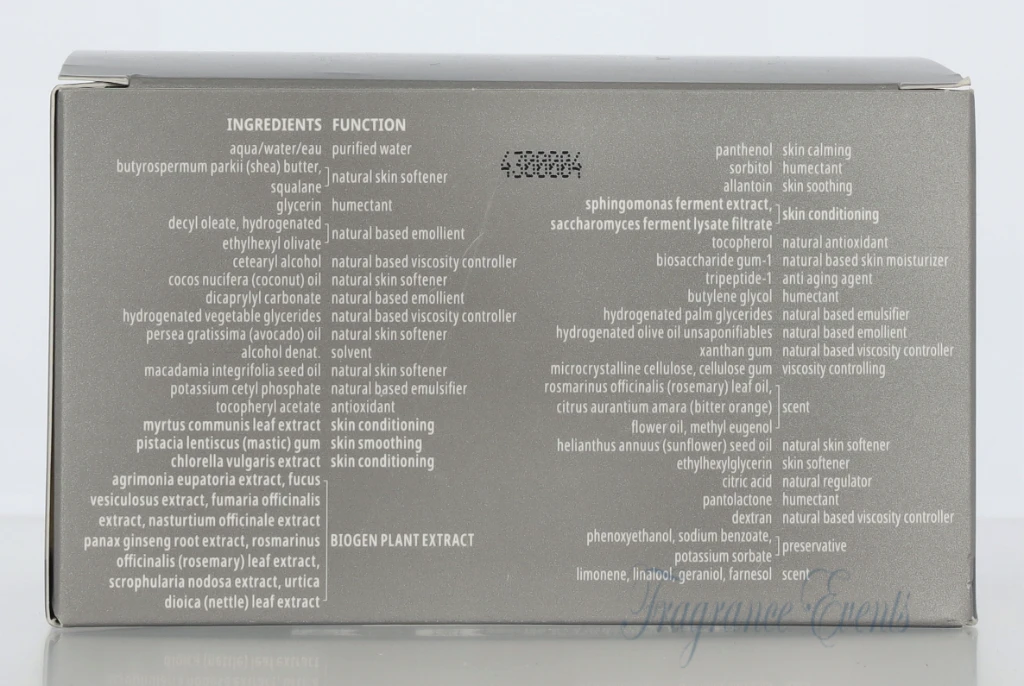 INGREDIENTS FUNCTION
aqua/water/eau purified water
butyrospermum parkii (shea) butter,
squalane natural skin softener
glycerin humectant
decyl oleate, hydrogenated
ethylhexyl olivate natural based emollient
cetearyl alcohol natural based viscosity controller
cocos nucifera (coconut) oil natural skin softener
dicaprylyl carbonate natural based emollient
hydrogenated vegetable glycerides natural based viscosity controller
persea gratissima (avocado) oil natural skin softener
alcohol denat. solvent
macadamia integrifolia seed oil natural skin softener
potassium cetyl phosphate natural based emulsifier
tocopheryl acetate antioxidant
myrtus communis leaf extract skin conditioning
pistacia lentiscus (mastic) gum skin smoothing
chlorella vulgaris extract skin conditioning
agrimonia eupatoria extract, fucus
vesiculosus extract, fumaria officinalis
extract, nasturtium officinale extract
panax ginseng root extract, rosmarinus BIOGEN PLANT EXTRACT
officinalis (rosemary) leaf extract,
scrophularia nodosa extract, urtica
dioica (nettle) leaf extract
4300004
panthenol skin calming
sorbitol humectant
allantoin skin soothing
sphingomonas ferment extract,
saccharomyces ferment lysate filtrate skin conditioning
tocopherol natural antioxidant
biosaccharide gum-1 natural based skin moisturizer
tripeptide-1 anti aging agent
butylene glycol humectant
hydrogenated palm glycerides natural based emulsifier
hydrogenated olive oil unsaponifiables natural based emollient
xanthan gum natural based viscosity controller
microcrystalline cellulose, cellulose gum viscosity controlling
rosmarinus officinalis (rosemary) leaf oil,
citrus aurantium amara (bitter orange) scent
flower oil, methyl eugenol
helianthus annuus (sunflower) seed oil natural skin softener
ethylhexylglycerin skin softener
citric acid natural regulator
pantolactone humectant
dextran natural based viscosity controller
phenoxyethanol, sodium benzoate,
potassium sorbate preservative
limonene, linalool, geraniol, farnesol scent
Fragrance Events